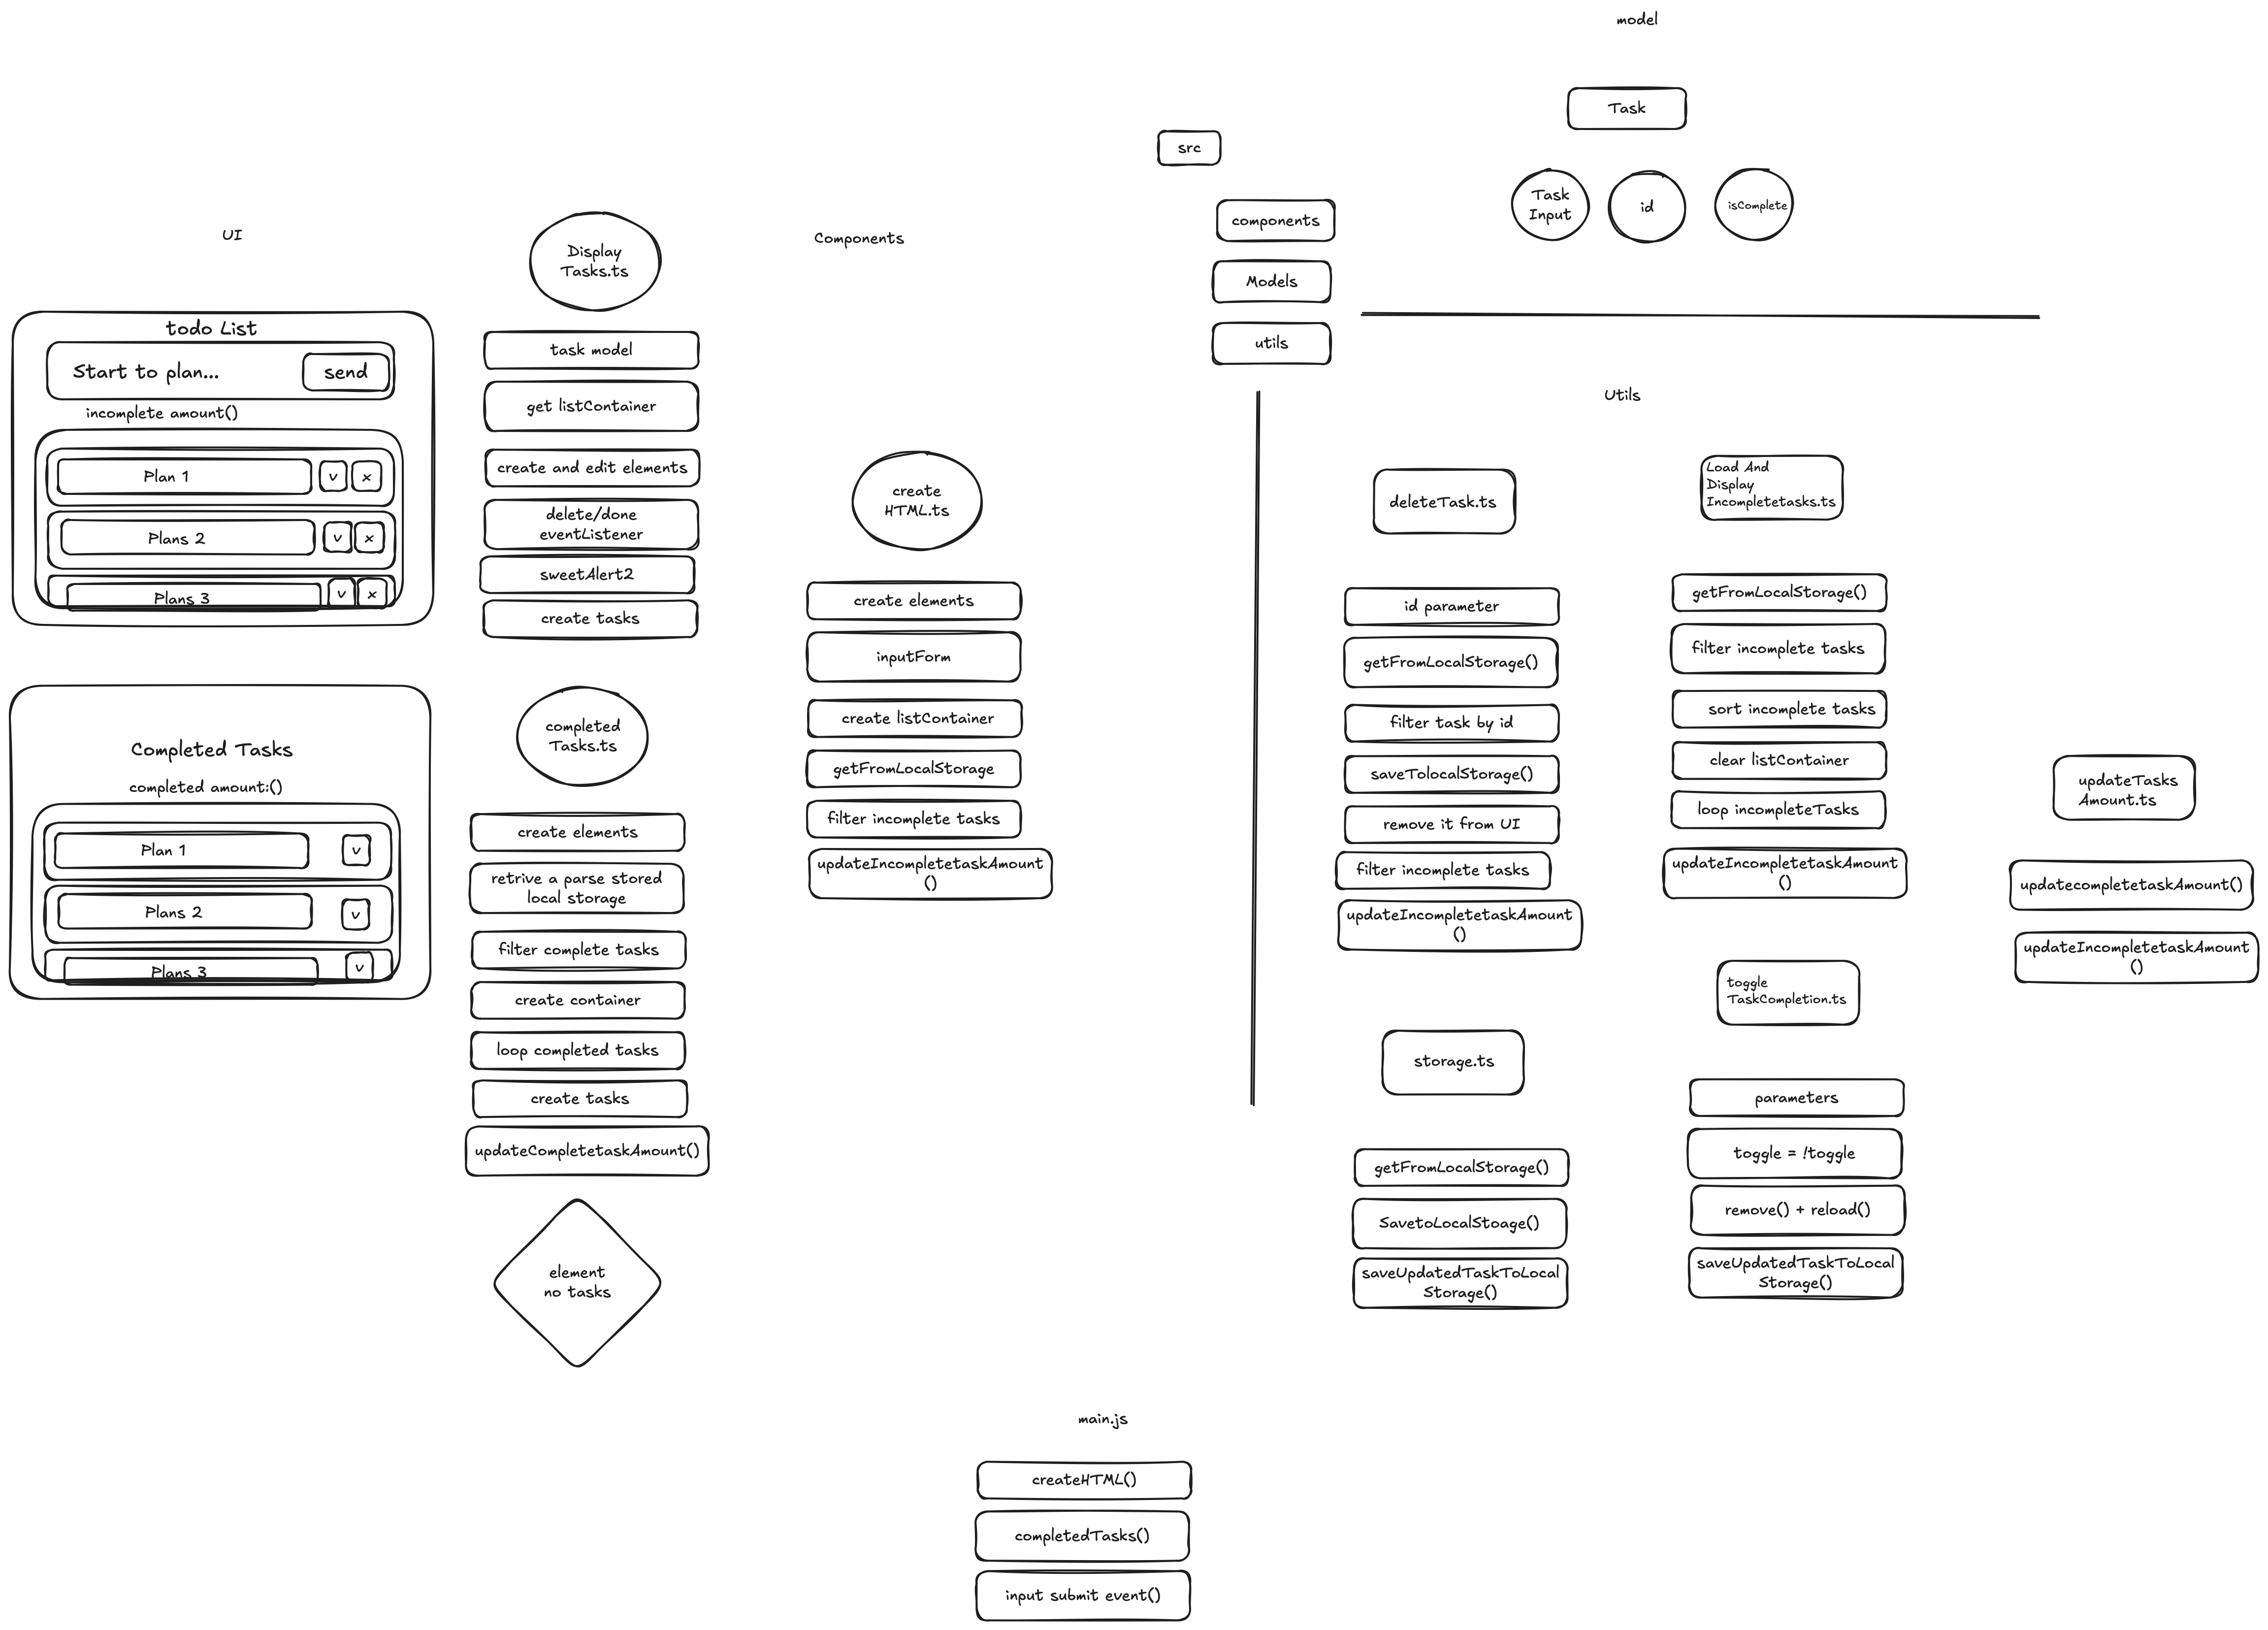 model
Task
Task
Input
id
isComplete
src
components
Models
utils
UI
todo List
Start to plan...
send
incomplete amount()
Plan 1
v
x
Plans 2
v
x
Plans 3
v
x
Completed Tasks
completed amount:()
Plan 1
v
Plans 2
v
Plans 3
v
Display
Tasks.ts
task model
get listContainer
create and edit elements
delete/done
eventListener
sweetAlert2
create tasks
completed
Tasks.ts
create elements
retrive a parse stored
local storage
filter complete tasks
create container
loop completed tasks
create tasks
updateCompletetaskAmount()
element
no tasks
Components
create
HTML.ts
create elements
inputForm
create listContainer
getFromLocalStorage
filter incomplete tasks
updateIncompletetaskAmount
()
Utils
deleteTask.ts
id parameter
getFromLocalStorage()
filter task by id
saveTolocalStorage()
remove it from UI
filter incomplete tasks
updateIncompletetaskAmount
()
storage.ts
getFromLocalStorage()
SavetoLocalStoage()
saveUpdatedTaskToLocal
Storage()
Load And
Display
Incompletetasks.ts
getFromLocalStorage()
filter incomplete tasks
sort incomplete tasks
clear listContainer
loop incompleteTasks
updateIncompletetaskAmount
()
toggle
TaskCompletion.ts
parameters
toggle = !toggle
remove() + reload()
saveUpdatedTaskToLocal
Storage()
updateTasks
Amount.ts
updatecompletetaskAmount()
updateIncompletetaskAmount
()
main.js
createHTML()
completedTasks()
input submit event()